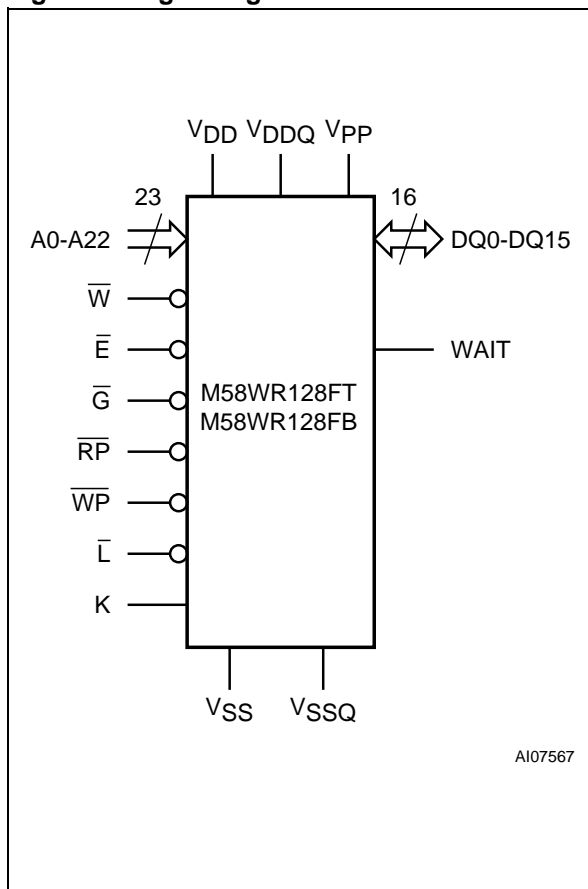 V_DD V_DDQ V_PP
23
16
A0-A22
DQ0-DQ15
W̅
E̅
WAIT
G̅
M58WR128FT
M58WR128FB
R̅P̅
W̅P̅
L̅
K
V_SS V_SSQ
AI07567